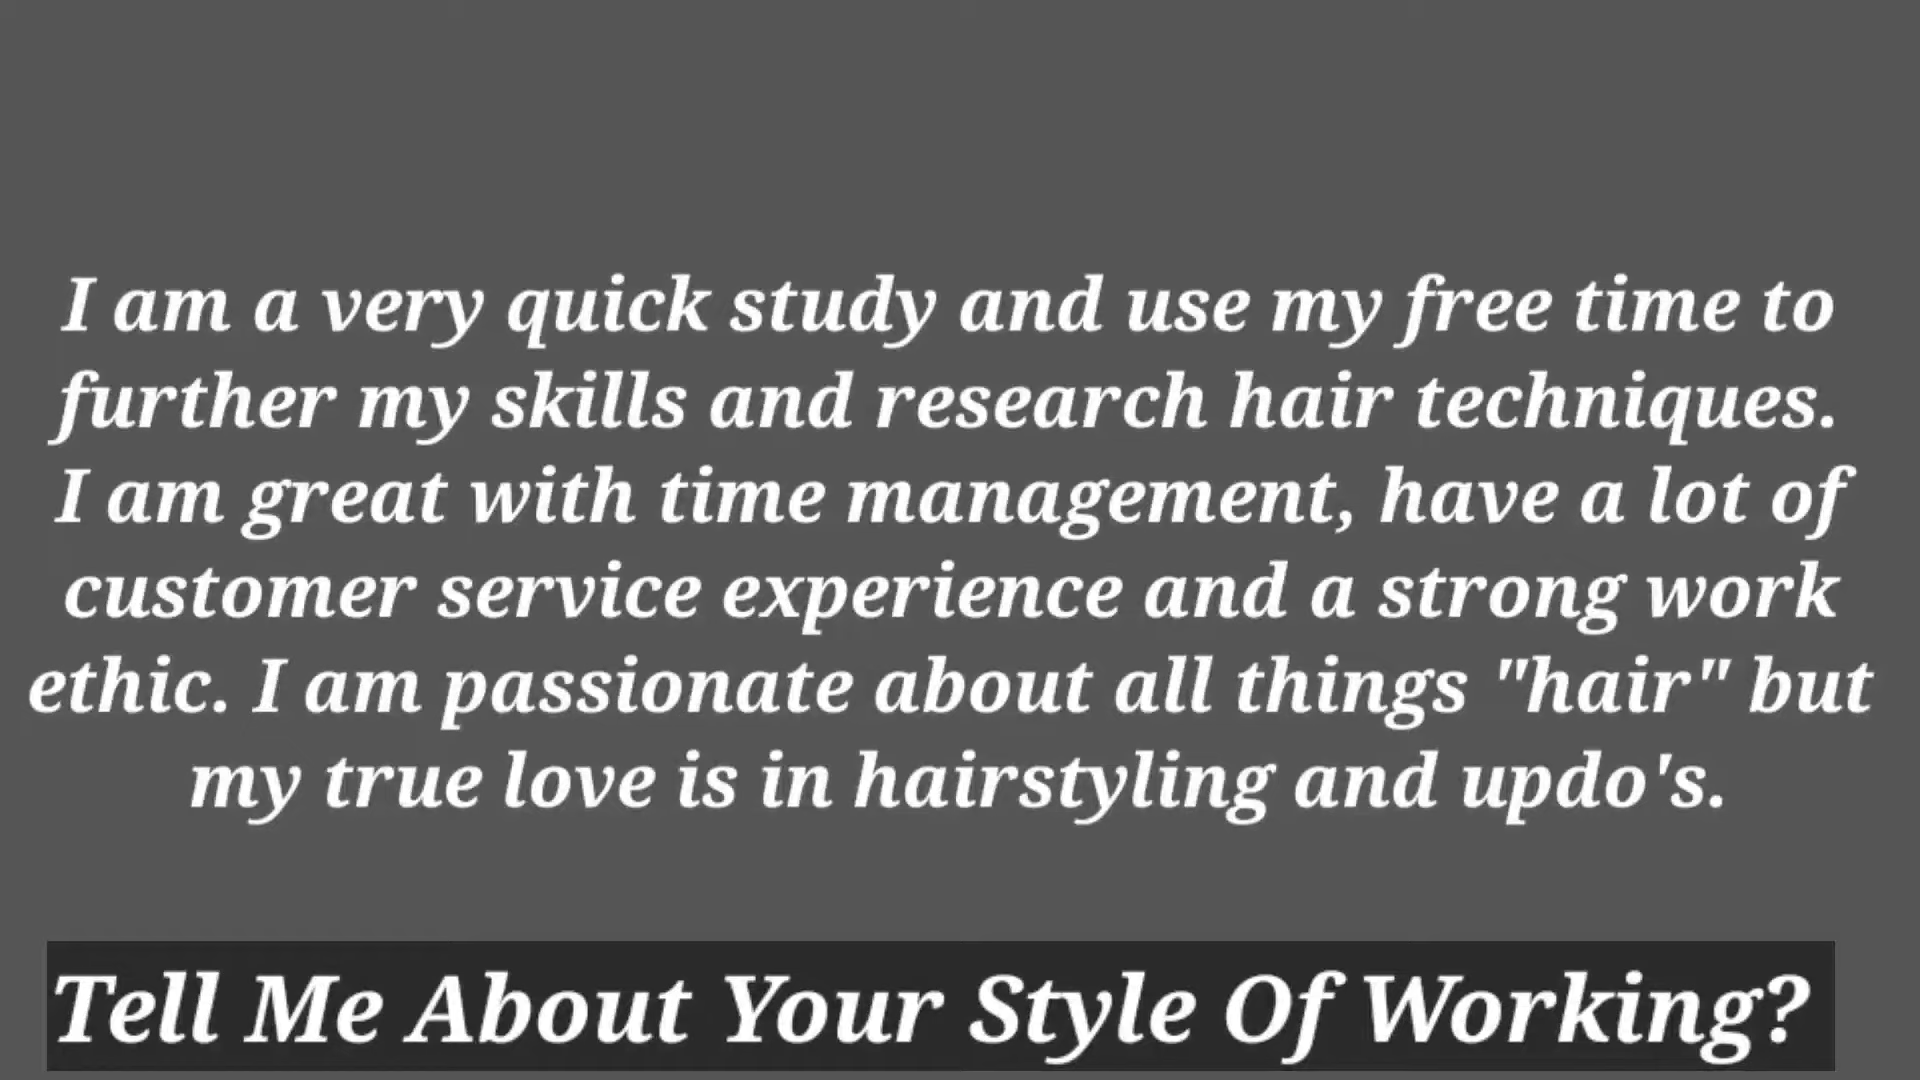 I am a very quick study and use my free time to
further my skills and research hair techniques.
I am great with time management, have a lot of
customer service experience and a strong work
ethic. I am passionate about all things "hair" but
my true love is in hairstyling and updo's.
Tell Me About Your Style Of Working?